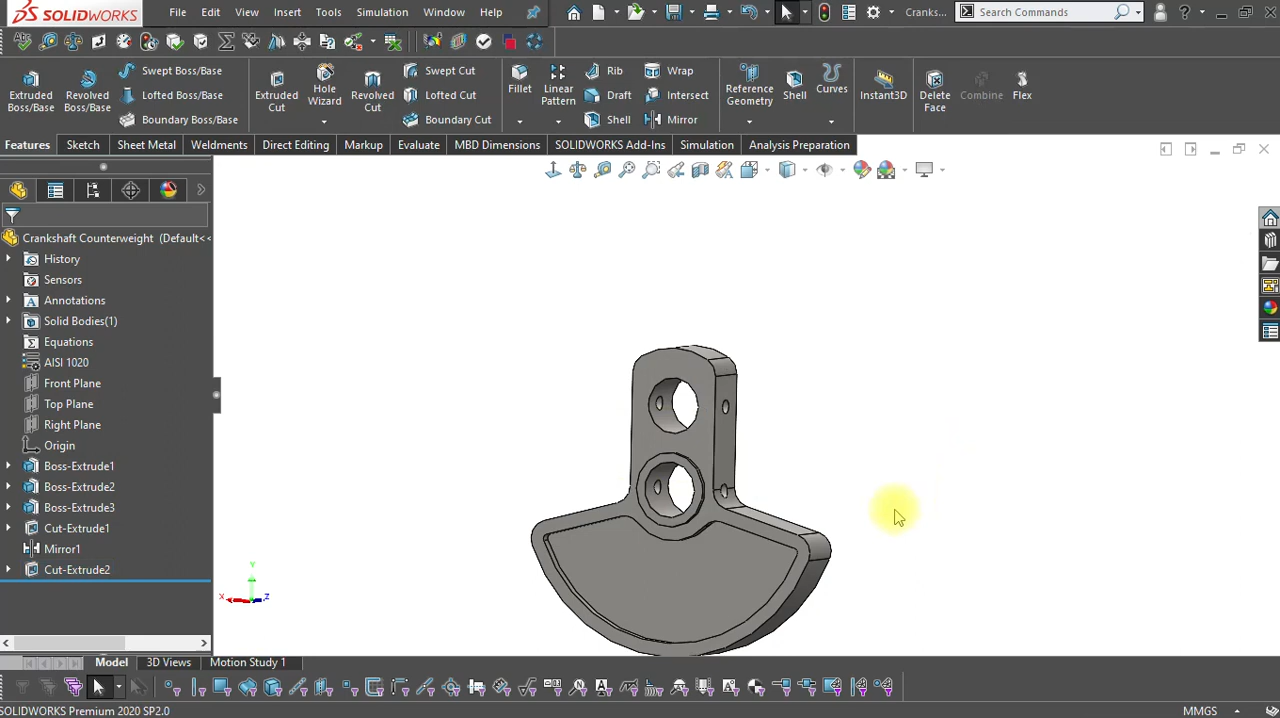 SOLIDWORKS File Edit View Insert Tools Simulation Window Help Cranks... Search Commands ?
Extruded Boss/Base Revolved Boss/Base Swept Boss/Base Lofted Boss/Base Boundary Boss/Base Extruded Cut Hole Wizard Revolved Cut Swept Cut Lofted Cut Boundary Cut Fillet Linear Pattern Rib Draft Shell Wrap Intersect Mirror Reference Geometry Shell Curves Instant3D Delete Face Combine Flex
Features Sketch Sheet Metal Weldments Direct Editing Markup Evaluate MBD Dimensions SOLIDWORKS Add-Ins Simulation Analysis Preparation
Crankshaft Counterweight (Default<<
History
Sensors
Annotations
Solid Bodies(1)
Equations
AISI 1020
Front Plane
Top Plane
Right Plane
Origin
Boss-Extrude1
Boss-Extrude2
Boss-Extrude3
Cut-Extrude1
Mirror1
Cut-Extrude2
Y
X Z
Model 3D Views Motion Study 1
SOLIDWORKS Premium 2020 SP2.0 MMGS